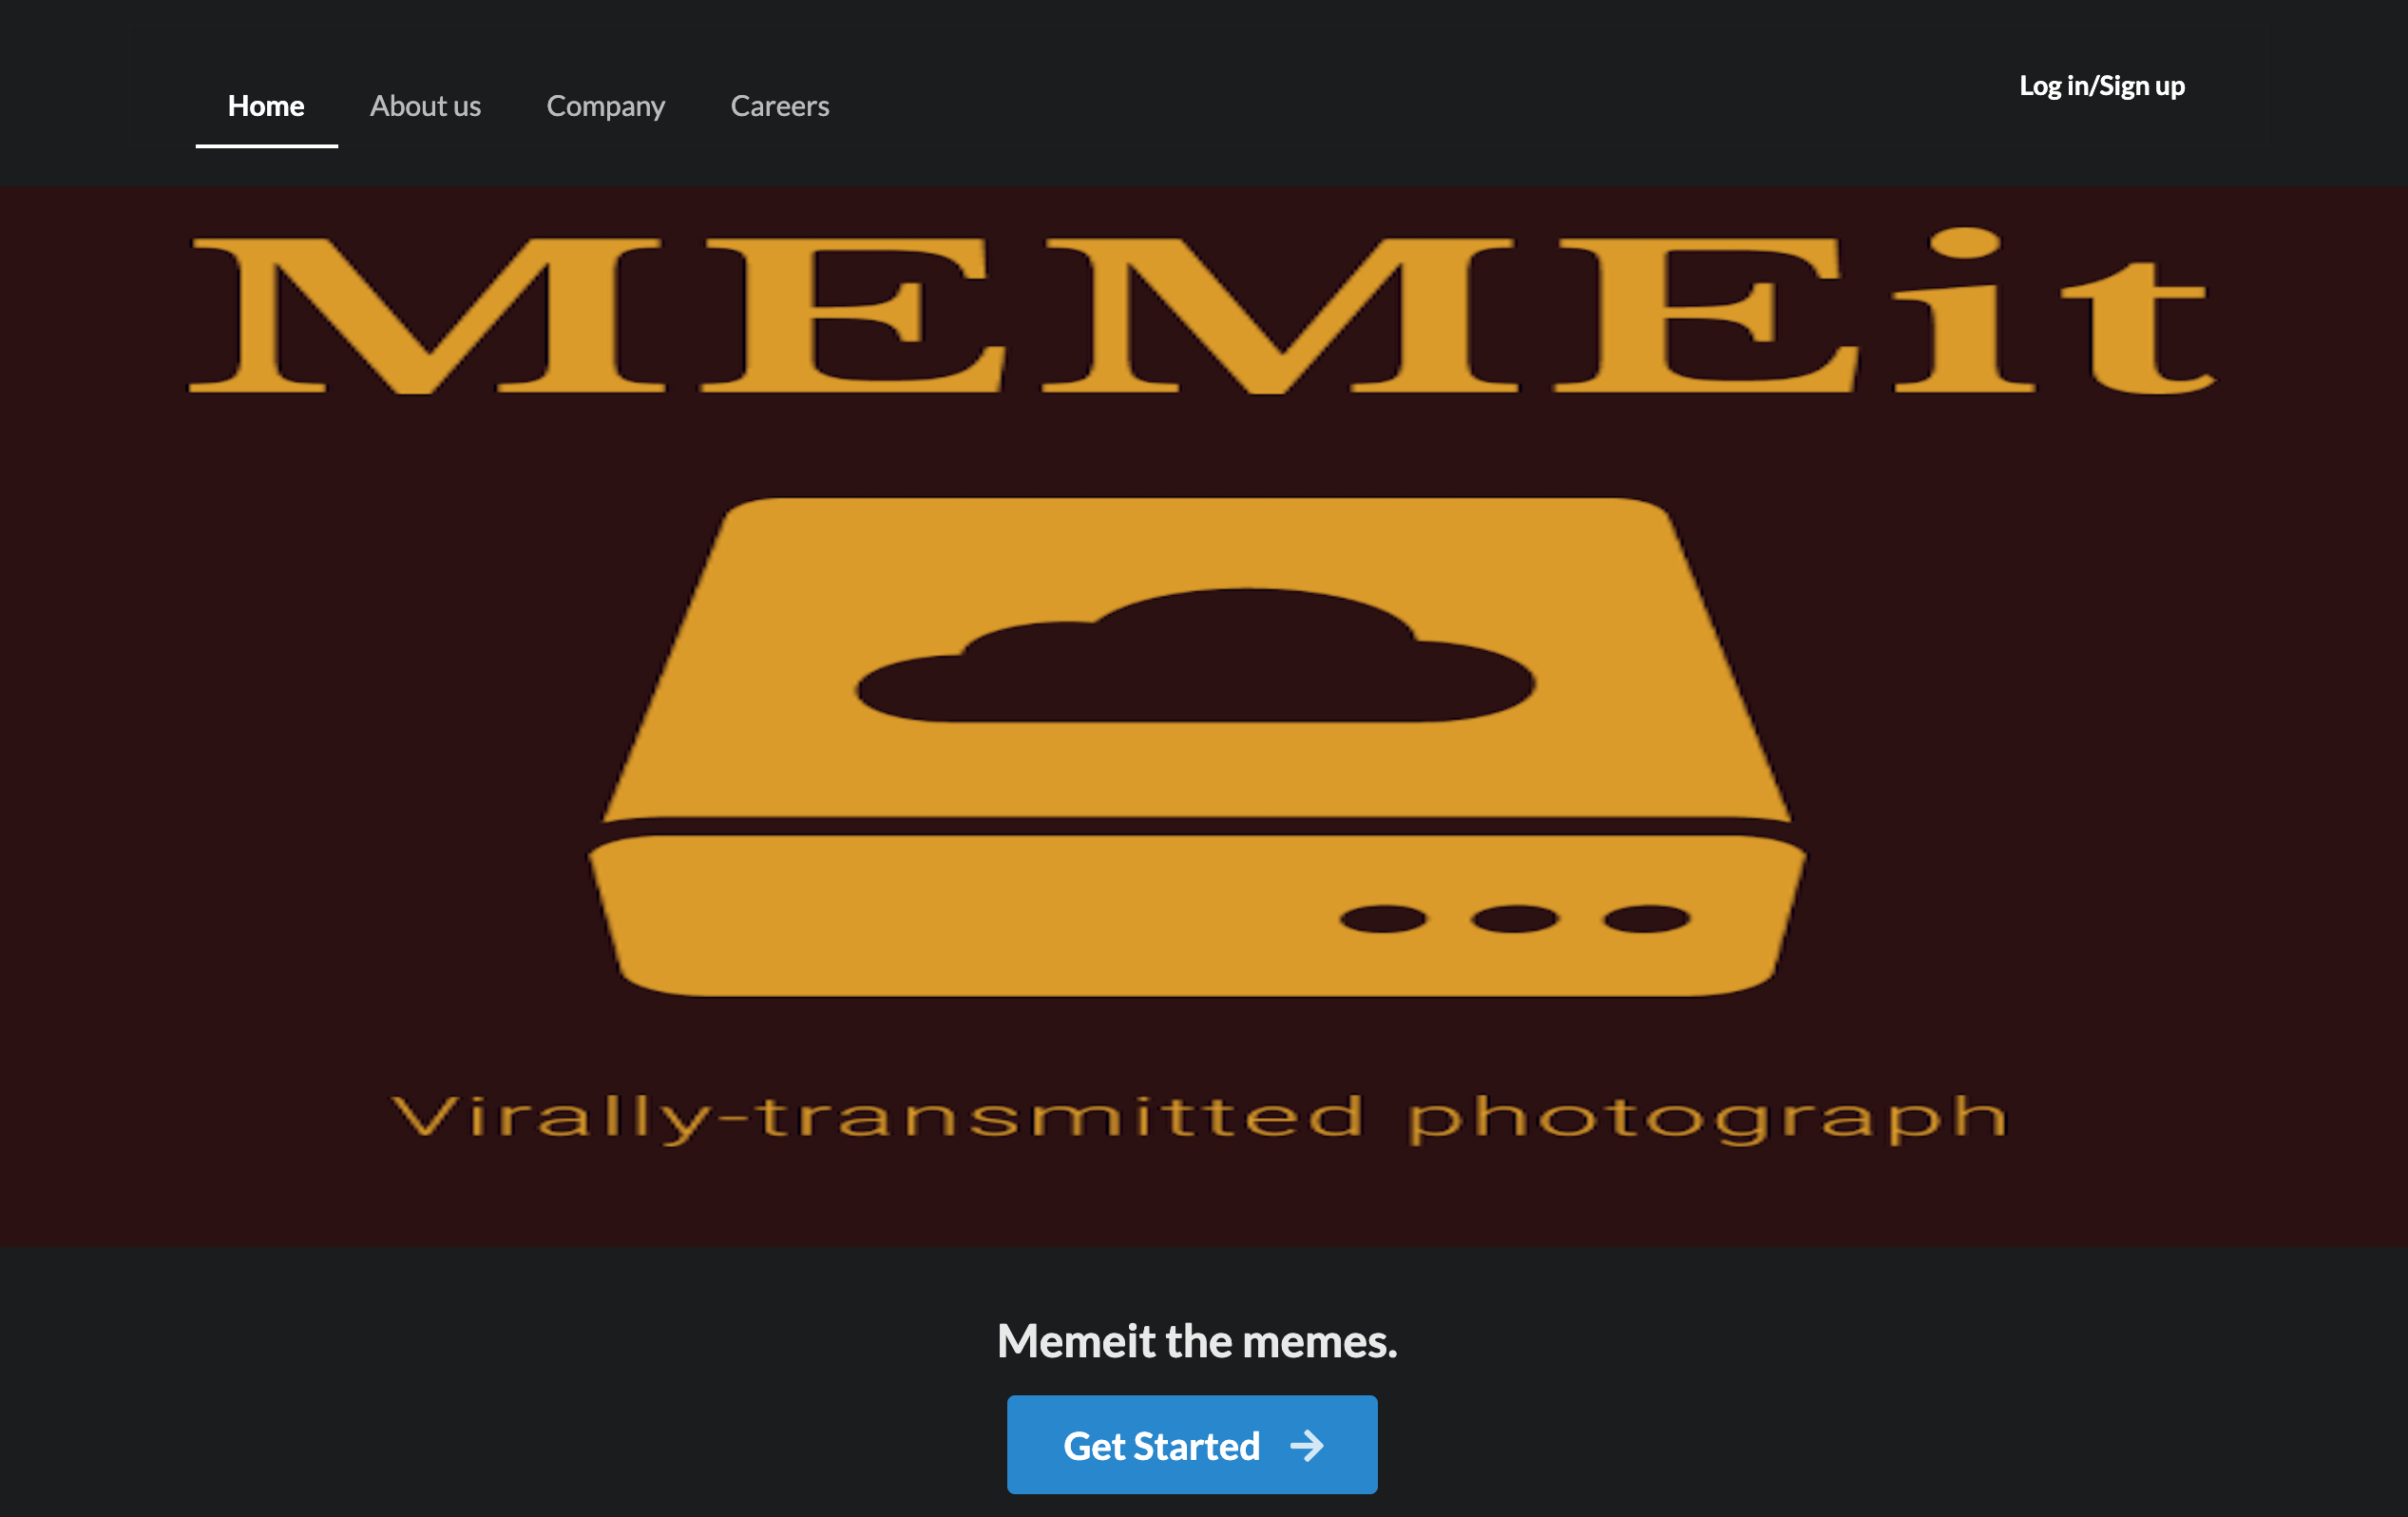 Home About us Company Careers Log in/Sign up
MEMEit
Virally-transmitted photograph
Memeit the memes.
Get Started